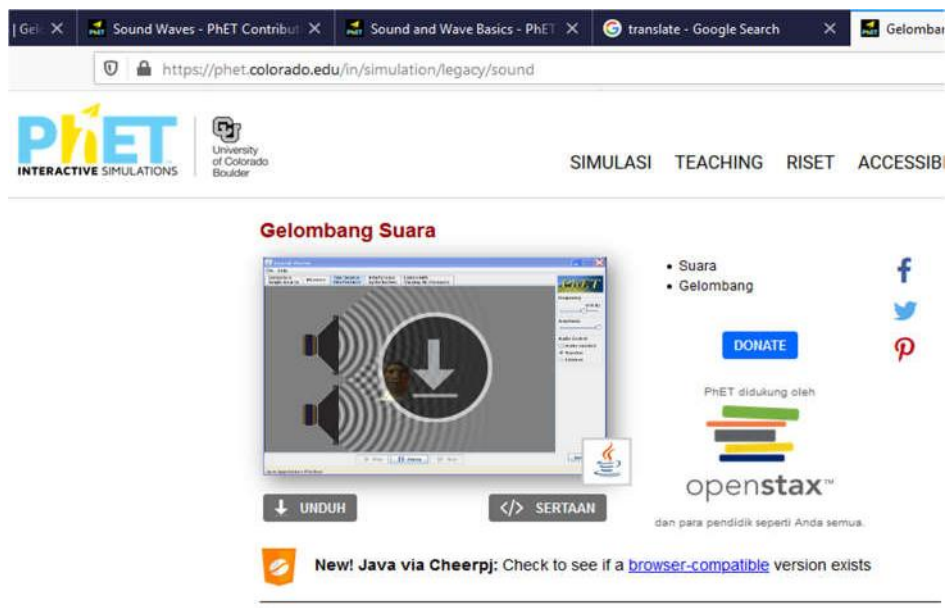 | Gel
Sound Waves - PhET Contribut
Sound and Wave Basics - PhET
translate - Google Search
Gelombar
https://phet.colorado.edu/in/simulation/legacy/sound
PhET
INTERACTIVE SIMULATIONS
University
of Colorado
Boulder
SIMULASI TEACHING RISET ACCESSIBI
Gelombang Suara
• Suara
• Gelombang
DONATE
PhET didukung oleh
openstax™
dan para pendidik seperti Anda semua.
UNDUH
</> SERTAAN
New! Java via Cheerpj: Check to see if a browser-compatible version exists